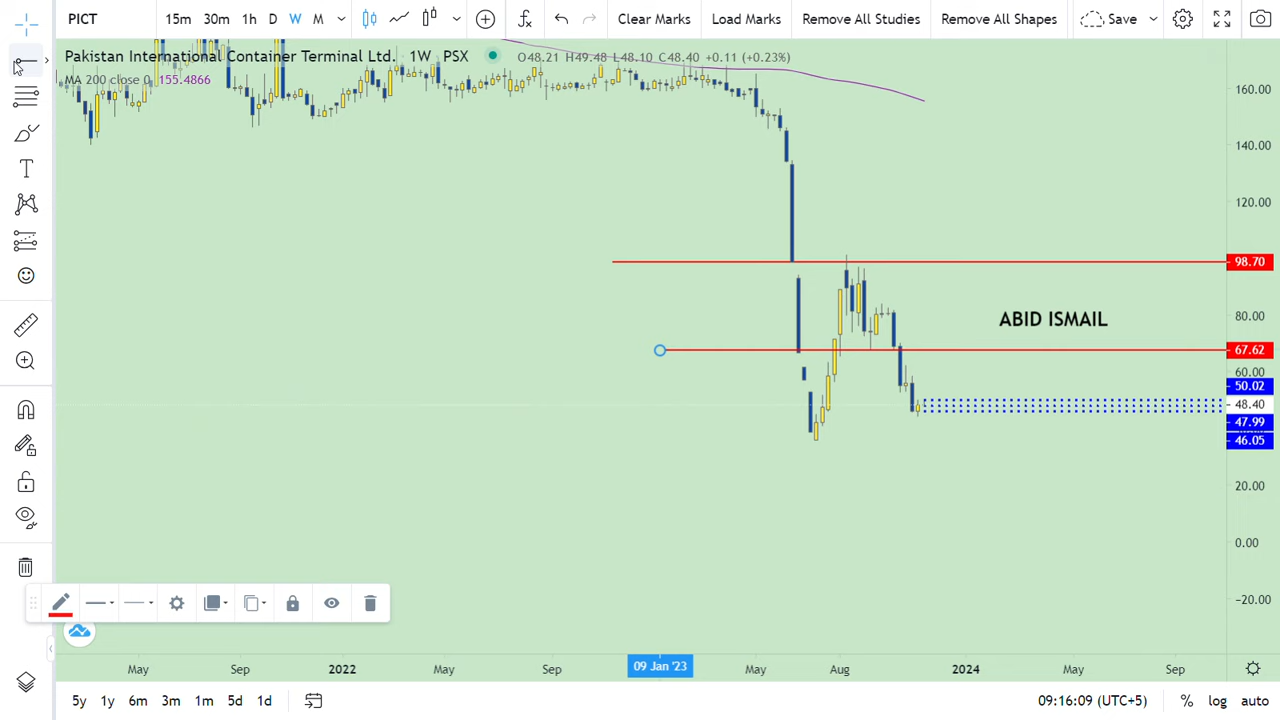 PICT 15m 30m 1h D W M Clear Marks Load Marks Remove All Studies Remove All Shapes Save
Pakistan International Container Terminal Ltd. 1W PSX O48.21 H49.48 L48.10 C48.40 +0.11 (+0.23%)
MA 200 close 0 155.4866
160.00
140.00
120.00
98.70
80.00
ABID ISMAIL
67.62
60.00
50.02
48.40
47.99
46.05
20.00
0.00
−20.00
May Sep 2022 May Sep 09 Jan '23 May Aug 2024 May Sep
5y 1y 6m 3m 1m 5d 1d 09:16:09 (UTC+5) % log auto